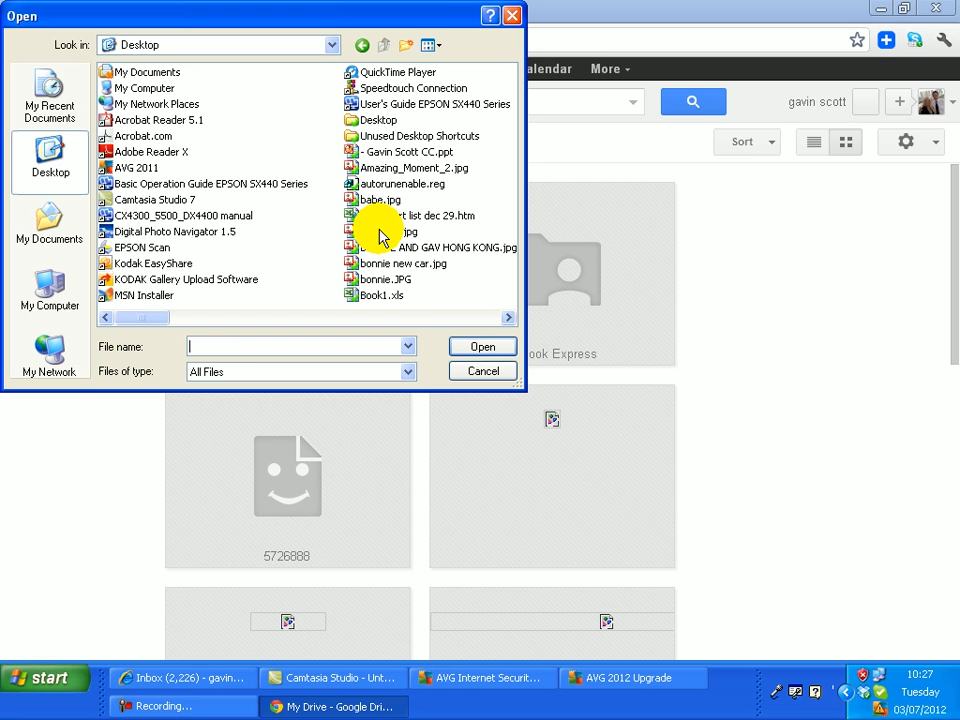 Open
Look in: Desktop
My Recent Documents
Desktop
My Documents
My Computer
My Network
My Documents
My Computer
My Network Places
Acrobat Reader 5.1
Acrobat.com
Adobe Reader X
AVG 2011
Basic Operation Guide EPSON SX440 Series
Camtasia Studio 7
CX4300_5500_DX4400 manual
Digital Photo Navigator 1.5
EPSON Scan
Kodak EasyShare
KODAK Gallery Upload Software
MSN Installer
QuickTime Player
Speedtouch Connection
User's Guide EPSON SX440 Series
Desktop
Unused Desktop Shortcuts
- Gavin Scott CC.ppt
Amazing_Moment_2.jpg
autorunenable.reg
babe.jpg
list dec 29.htm
.jpg
AND GAV HONG KONG.jpg
bonnie new car.jpg
bonnie.JPG
Book1.xls
File name:
Open
Files of type: All Files
Cancel
alendar More
gavin scott
Sort
ook Express
5726888
start
Inbox (2,226) - gavin...
Camtasia Studio - Unt...
AVG Internet Securit...
AVG 2012 Upgrade
Recording...
My Drive - Google Dri...
10:27
Tuesday
03/07/2012